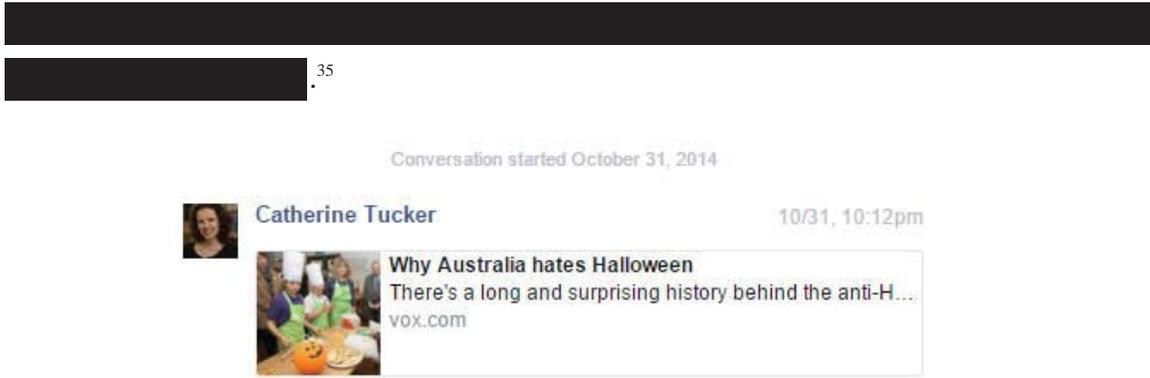 .35
Conversation started October 31, 2014
Catherine Tucker 10/31, 10:12pm
Why Australia hates Halloween
There's a long and surprising history behind the anti-H...
vox.com